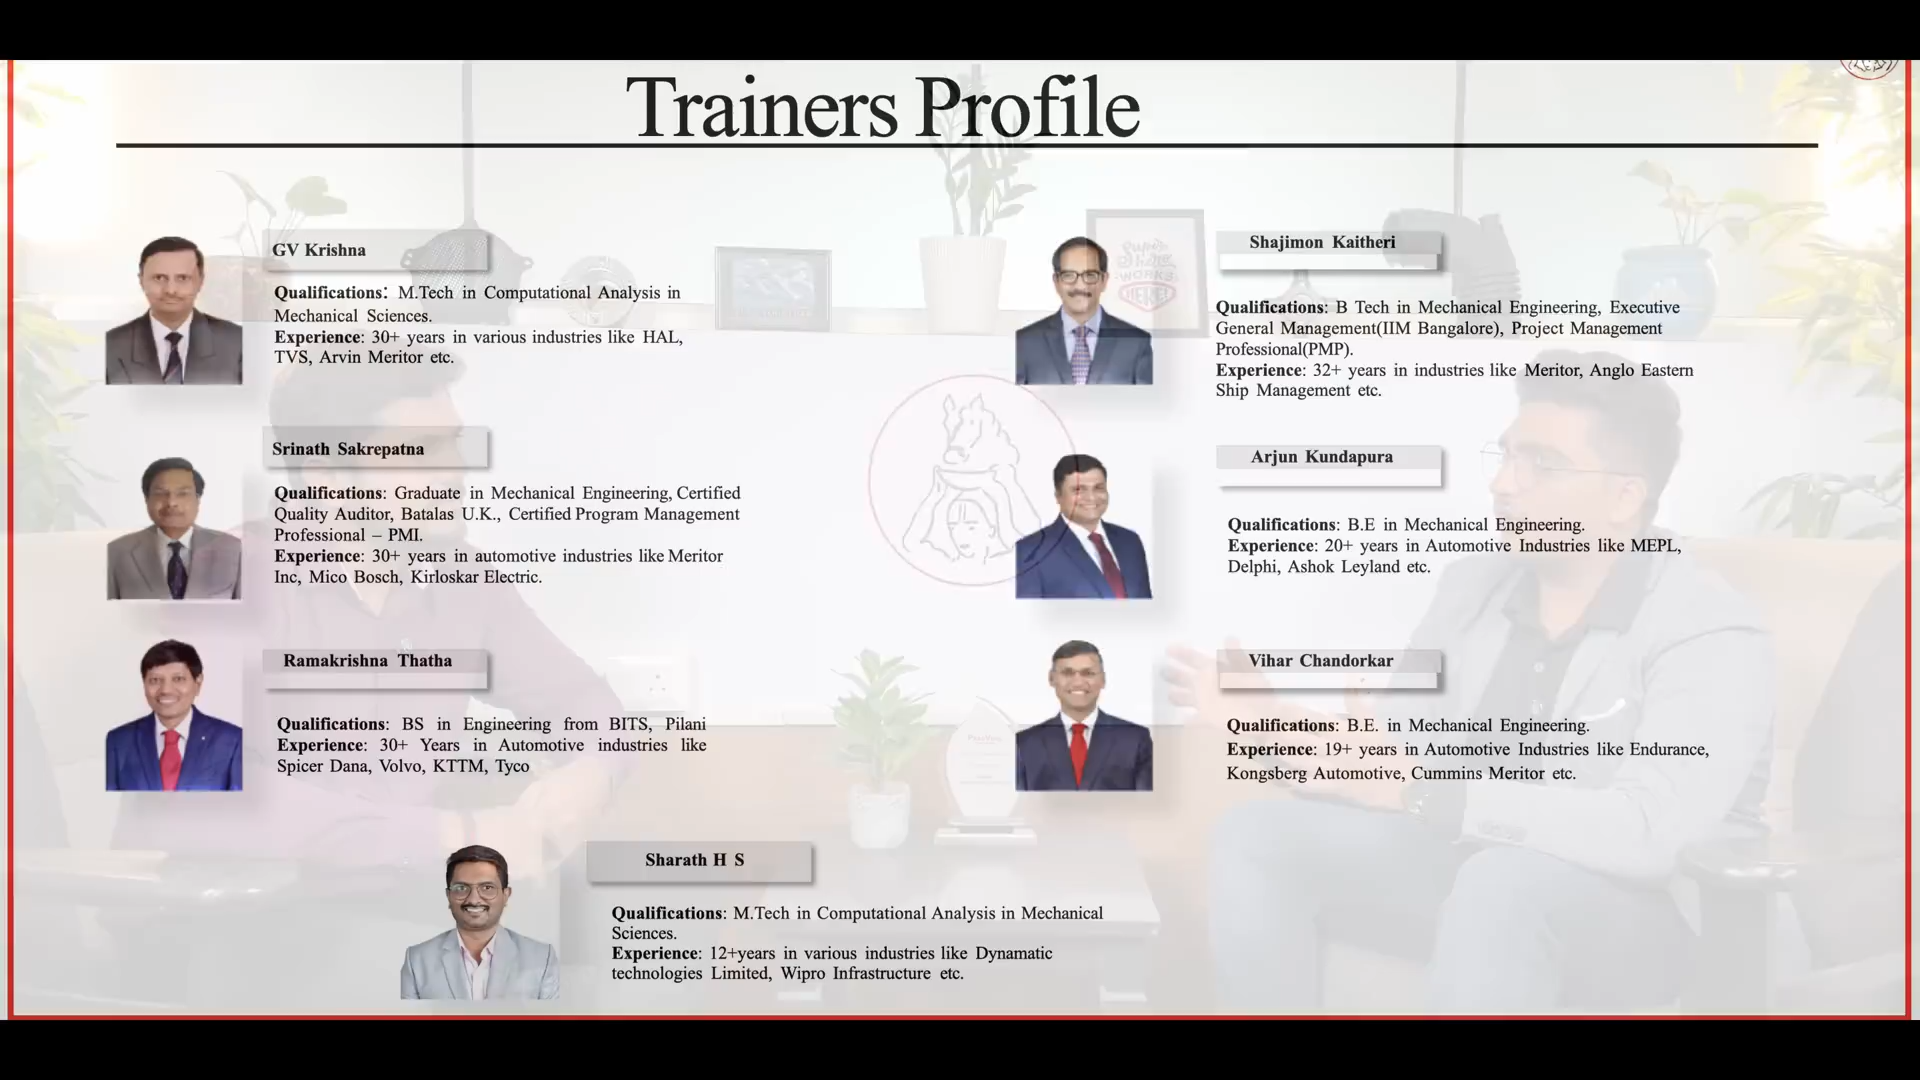 Trainers Profile
GV Krishna
Qualifications: M.Tech in Computational Analysis in
Mechanical Sciences.
Experience: 30+ years in various industries like HAL,
TVS, Arvin Meritor etc.
Srinath Sakrepatna
Qualifications: Graduate in Mechanical Engineering, Certified
Quality Auditor, Batalas U.K., Certified Program Management
Professional – PMI.
Experience: 30+ years in automotive industries like Meritor
Inc, Mico Bosch, Kirloskar Electric.
Ramakrishna Thatha
Qualifications: BS in Engineering from BITS, Pilani
Experience: 30+ Years in Automotive industries like
Spicer Dana, Volvo, KTTM, Tyco
Shajimon Kaitheri
Qualifications: B Tech in Mechanical Engineering, Executive
General Management(IIM Bangalore), Project Management
Professional(PMP).
Experience: 32+ years in industries like Meritor, Anglo Eastern
Ship Management etc.
Arjun Kundapura
Qualifications: B.E in Mechanical Engineering.
Experience: 20+ years in Automotive Industries like MEPL,
Delphi, Ashok Leyland etc.
Vihar Chandorkar
Qualifications: B.E. in Mechanical Engineering.
Experience: 19+ years in Automotive Industries like Endurance,
Kongsberg Automotive, Cummins Meritor etc.
Sharath H S
Qualifications: M.Tech in Computational Analysis in Mechanical
Sciences.
Experience: 12+years in various industries like Dynamatic
technologies Limited, Wipro Infrastructure etc.
WORKS
HERE!